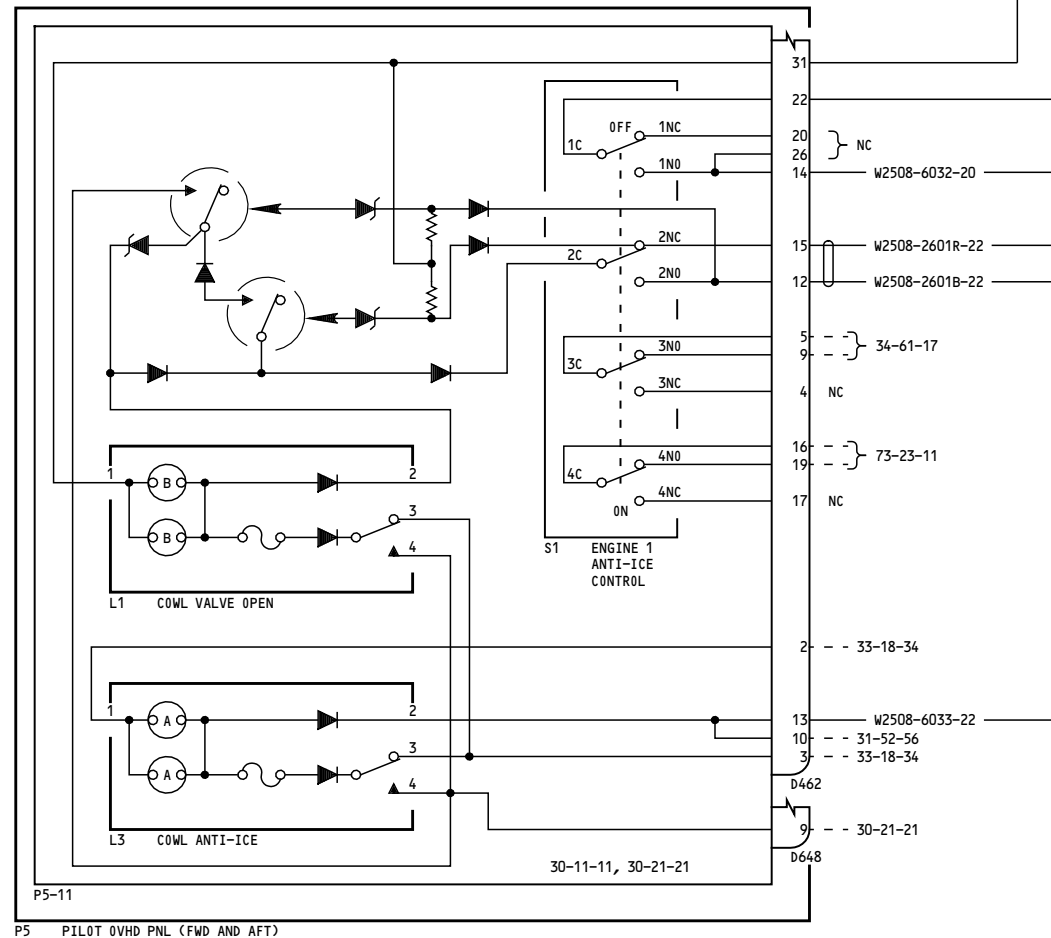 31
22
OFF 1NC 20
1C 26 NC
1NO 14 W2508-6032-20
2NC 15 W2508-2601R-22
2C
2NO 12 W2508-2601B-22
5 34-61-17
3NO 9
3C
3NC 4 NC
16 73-23-11
4NO 19
4C
4NC 17 NC
ON
1 B 2
B 3
4
S1 ENGINE 1
ANTI-ICE
CONTROL
L1 COWL VALVE OPEN
2 33-18-34
1 A 2 13 W2508-6033-22
10 31-52-56
A 3 3 33-18-34
4 D462
L3 COWL ANTI-ICE 9 30-21-21
D648
30-11-11, 30-21-21
P5-11
P5 PILOT OVHD PNL (FWD AND AFT)